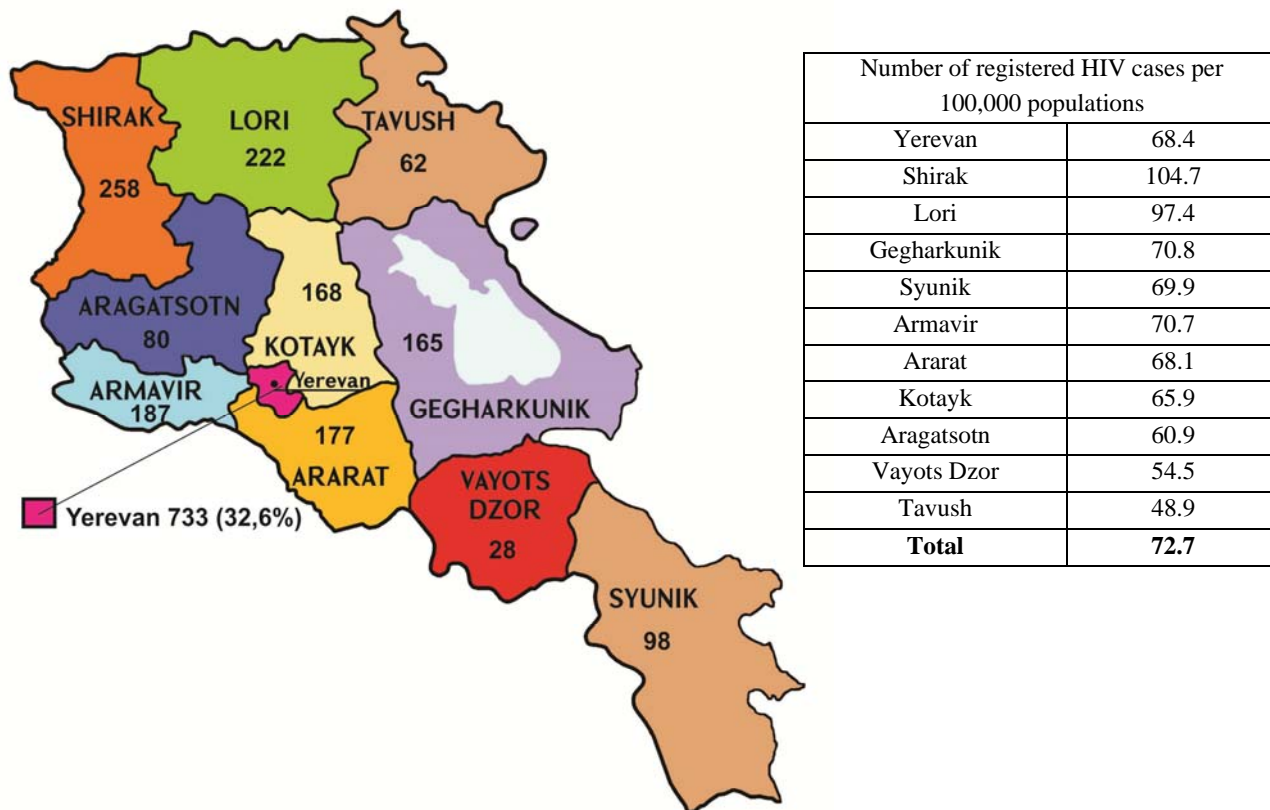 SHIRAK
258
LORI
222
TAVUSH
62
ARAGATSOTN
80
168
KOTAYK
165
GEGHARKUNIK
ARMAVIR
187
Yerevan
177
ARARAT
VAYOTS
DZOR
28
SYUNIK
98
Yerevan 733 (32,6%)
Number of registered HIV cases per
100,000 populations
Yerevan 68.4
Shirak 104.7
Lori 97.4
Gegharkunik 70.8
Syunik 69.9
Armavir 70.7
Ararat 68.1
Kotayk 65.9
Aragatsotn 60.9
Vayots Dzor 54.5
Tavush 48.9
Total 72.7